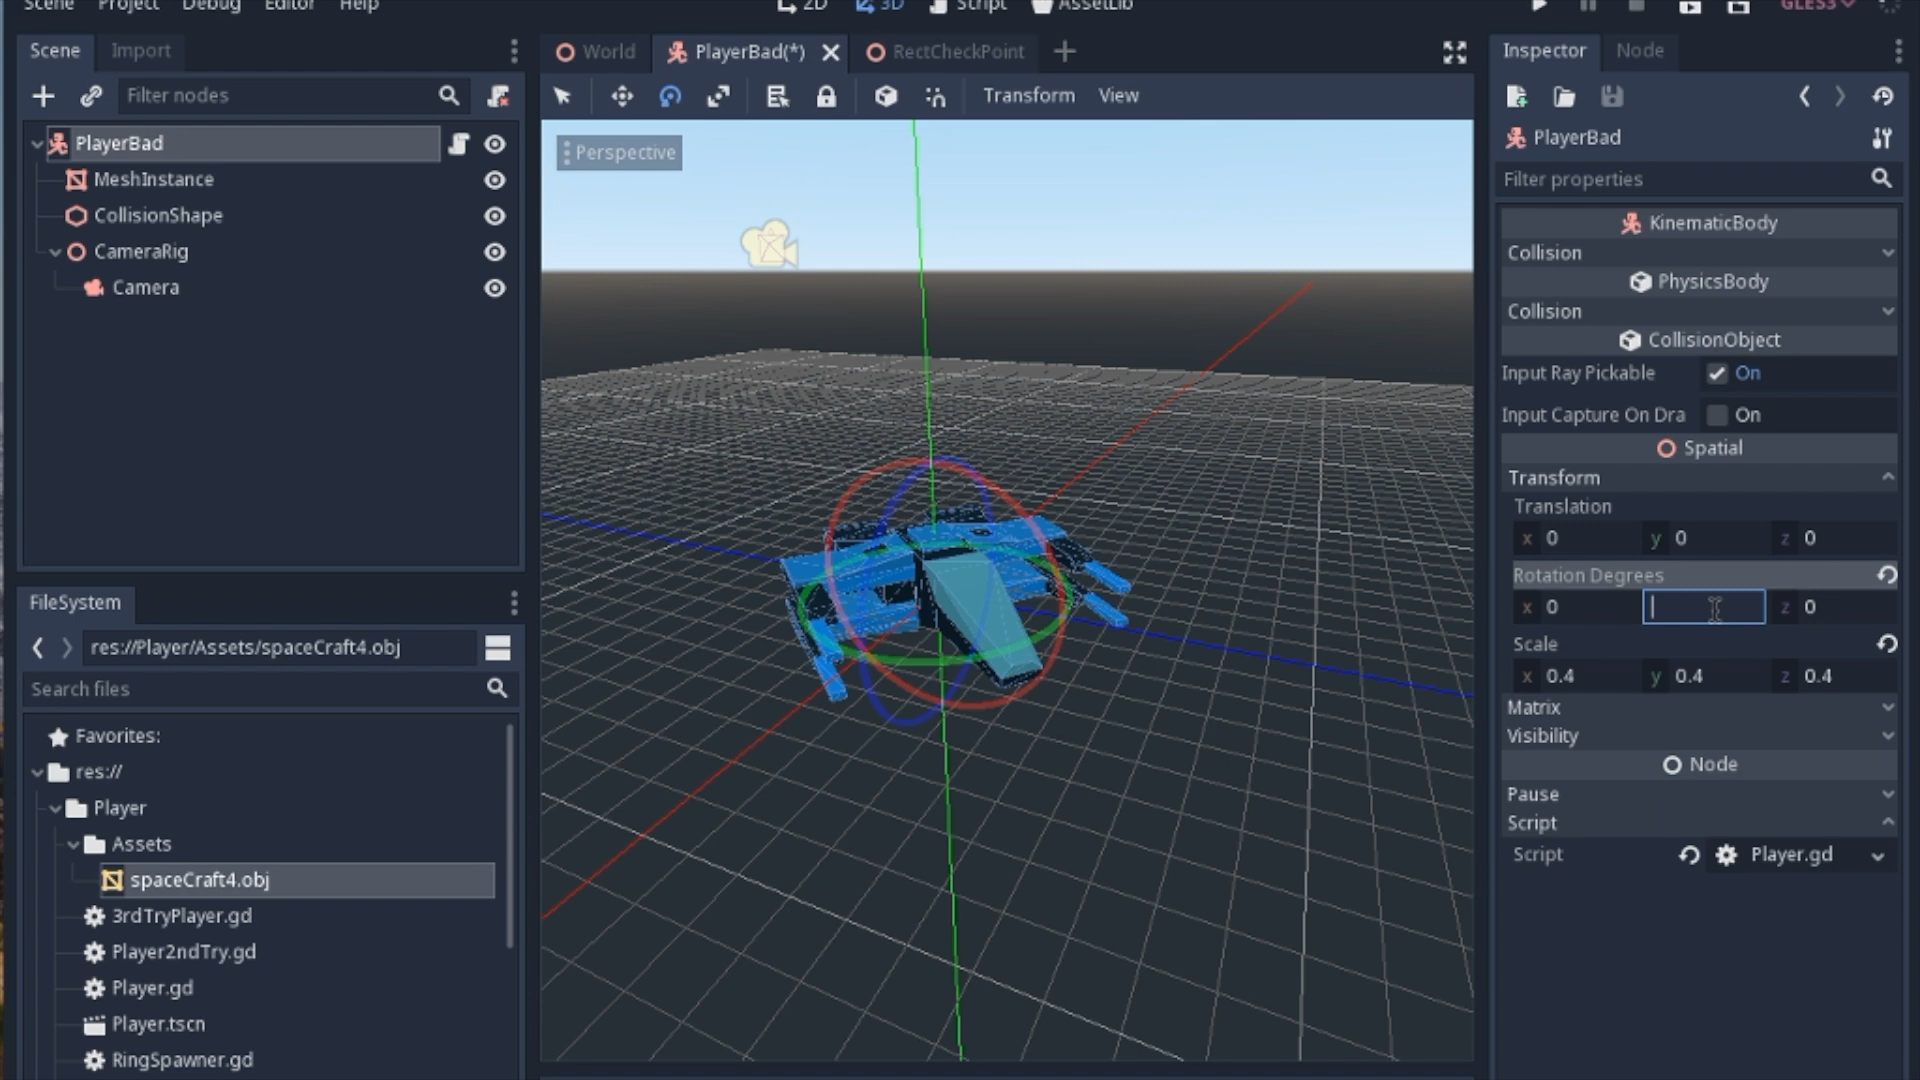 Scene Project Debug Editor Help
2D 3D Script AssetLib
GLES3
Scene Import
Filter nodes
PlayerBad
MeshInstance
CollisionShape
CameraRig
Camera
FileSystem
res://Player/Assets/spaceCraft4.obj
Search files
Favorites:
res://
Player
Assets
spaceCraft4.obj
3rdTryPlayer.gd
Player2ndTry.gd
Player.gd
Player.tscn
RingSpawner.gd
World PlayerBad(*) RectCheckPoint
Transform View
Perspective
Inspector Node
PlayerBad
Filter properties
KinematicBody
Collision
PhysicsBody
Collision
CollisionObject
Input Ray Pickable On
Input Capture On Dra On
Spatial
Transform
Translation
x 0 y 0 z 0
Rotation Degrees
x 0 z 0
Scale
x 0.4 y 0.4 z 0.4
Matrix
Visibility
Node
Pause
Script
Script Player.gd